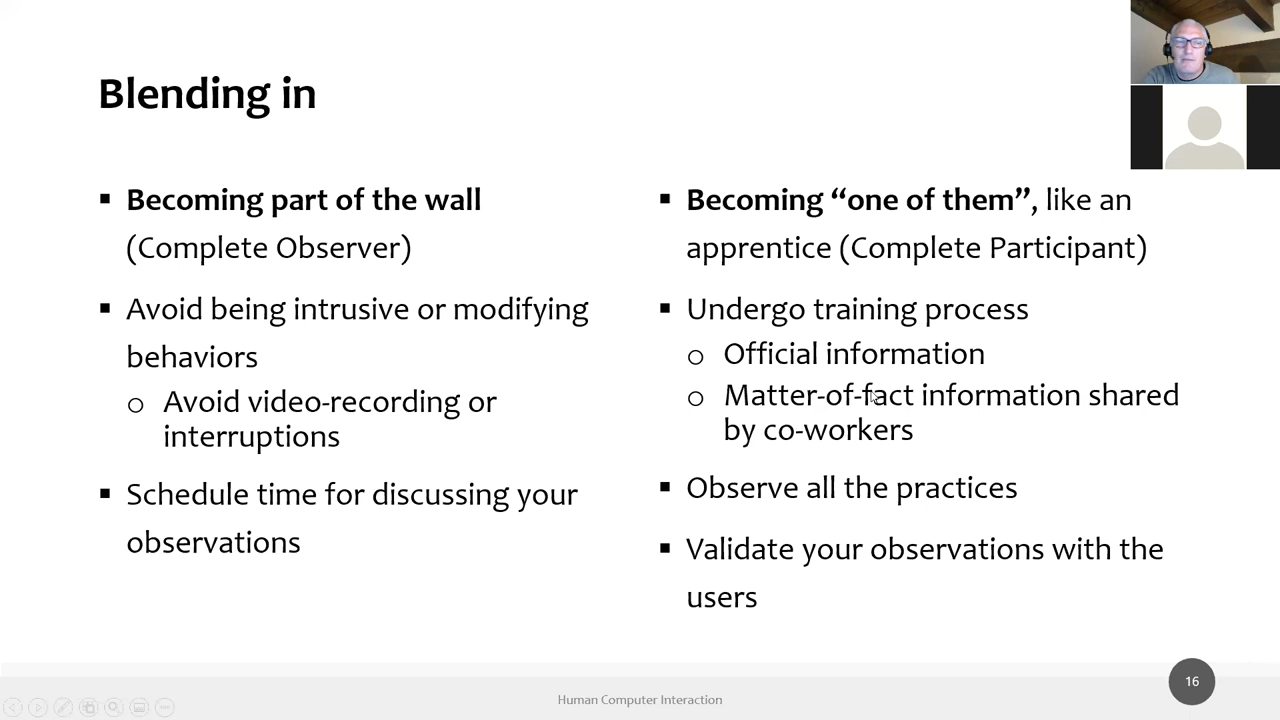 Blending in
Becoming part of the wall
(Complete Observer)
Avoid being intrusive or modifying
behaviors
Avoid video-recording or
interruptions
Schedule time for discussing your
observations
Becoming “one of them”, like an
apprentice (Complete Participant)
Undergo training process
Official information
Matter-of-fact information shared
by co-workers
Observe all the practices
Validate your observations with the
users
Human Computer Interaction
16